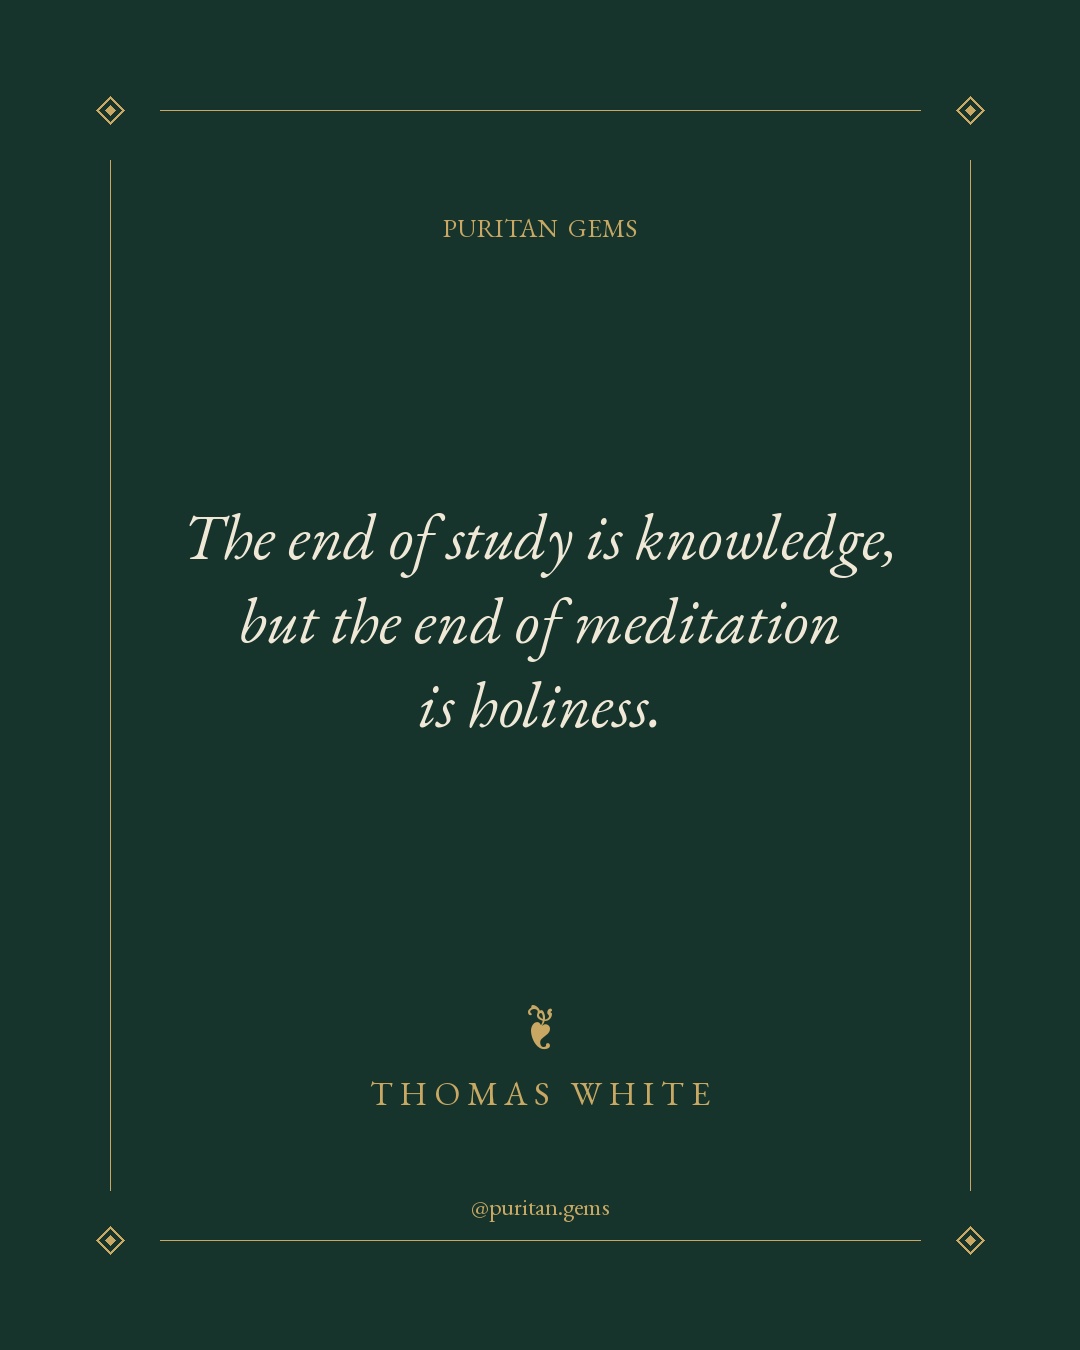 PURITAN GEMS
The end of study is knowledge,
but the end of meditation
is holiness.
THOMAS WHITE
@puritan.gems